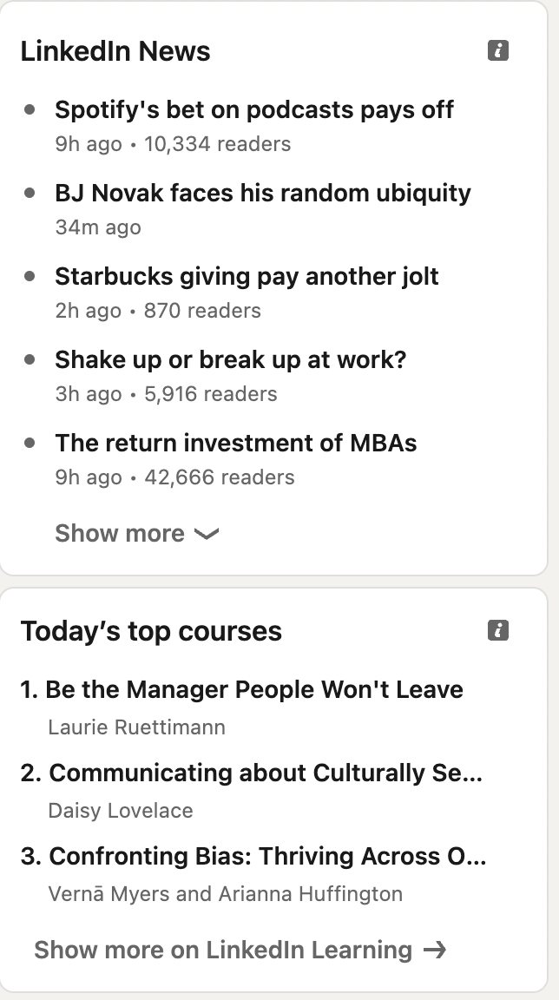 LinkedIn News
Spotify's bet on podcasts pays off
9h ago • 10,334 readers
BJ Novak faces his random ubiquity
34m ago
Starbucks giving pay another jolt
2h ago • 870 readers
Shake up or break up at work?
3h ago • 5,916 readers
The return investment of MBAs
9h ago • 42,666 readers
Show more
Today’s top courses
1. Be the Manager People Won't Leave
Laurie Ruettimann
2. Communicating about Culturally Se...
Daisy Lovelace
3. Confronting Bias: Thriving Across O...
Vernā Myers and Arianna Huffington
Show more on LinkedIn Learning →